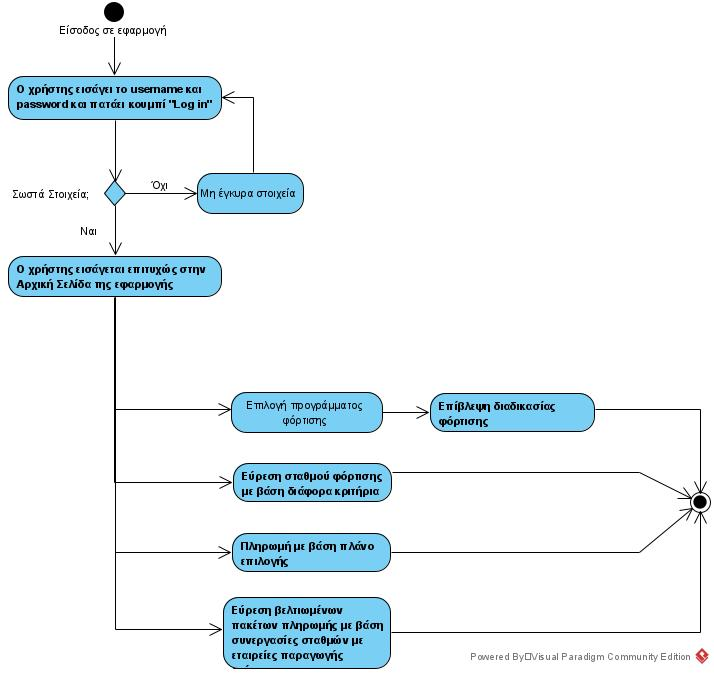 Είσοδος σε εφαρμογή
Ο χρήστης εισάγει το username και
password και πατάει κουμπί "Log in"
Σωστά Στοιχεία;
Όχι
Μη έγκυρα στοιχεία
Ναι
Ο χρήστης εισάγεται επιτυχώς στην
Αρχική Σελίδα της εφαρμογής
Επιλογή προγράμματος
φόρτισης
Επίβλεψη διαδικασίας
φόρτισης
Εύρεση σταθμού φόρτισης
με βάση διάφορα κριτήρια
Πληρωμή με βάση πλάνο
επιλογής
Εύρεση βελτιωμένων
πακέτων πληρωμής με βάση
συνεργασίες σταθμών με
εταιρείες παραγωγής
Powered By Visual Paradigm Community Edition